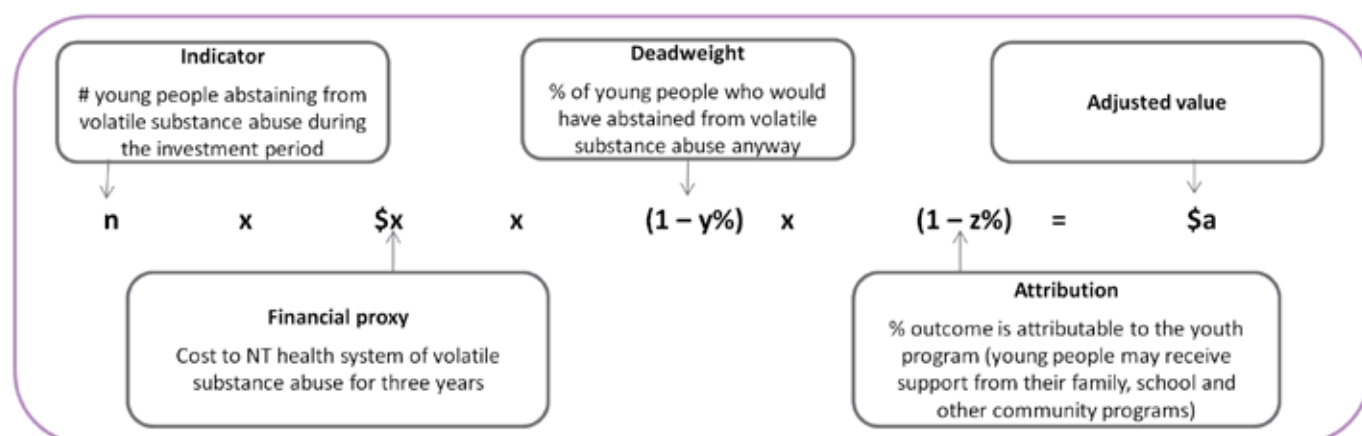 Indicator
# young people abstaining from
volatile substance abuse during
the investment period
Deadweight
% of young people who would
have abstained from volatile
substance abuse anyway
Adjusted value
n x $x x (1 – y%) x (1 – z%) = $a
Financial proxy
Cost to NT health system of volatile
substance abuse for three years
Attribution
% outcome is attributable to the youth
program (young people may receive
support from their family, school and
other community programs)